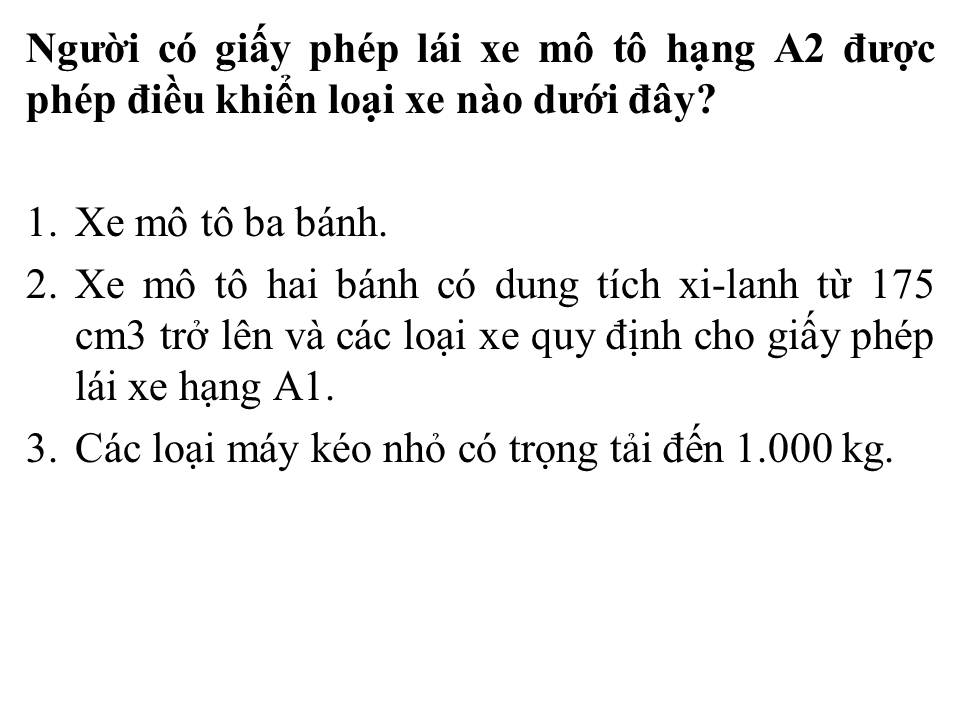 Người có giấy phép lái xe mô tô hạng A2 được
phép điều khiển loại xe nào dưới đây?
1. Xe mô tô ba bánh.
2. Xe mô tô hai bánh có dung tích xi-lanh từ 175
cm3 trở lên và các loại xe quy định cho giấy phép
lái xe hạng A1.
3. Các loại máy kéo nhỏ có trọng tải đến 1.000 kg.